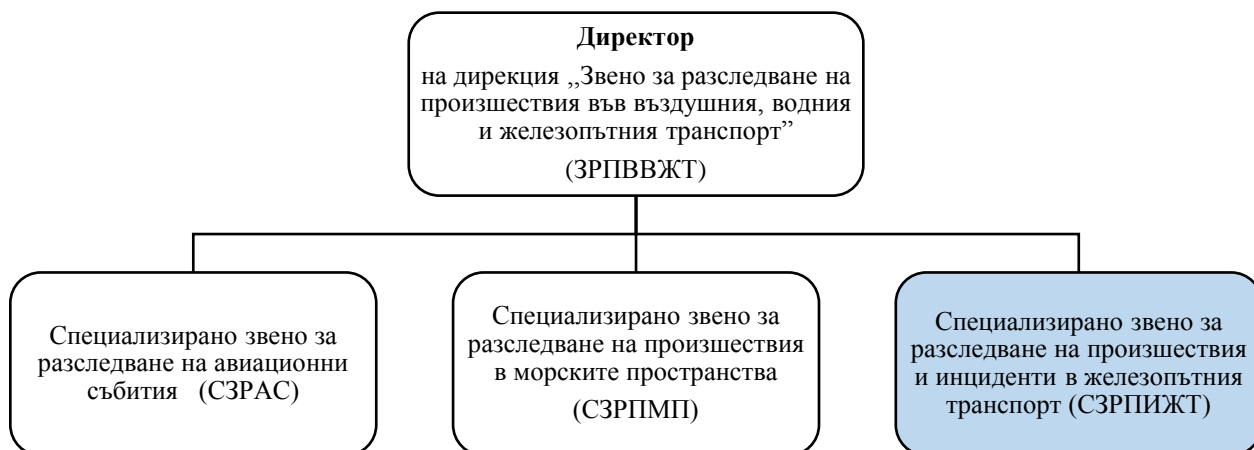 Директор
на дирекция „Звено за разследване на
произшествия във въздушния, водния
и железопътния транспорт”
(ЗРПВВЖТ)
Специализирано звено за
разследване на авиационни
събития (СЗРАС)
Специализирано звено за
разследване на произшествия
в морските пространства
(СЗРПМП)
Специализирано звено за
разследване на произшествия
и инциденти в железопътния
транспорт (СЗРПИЖТ)